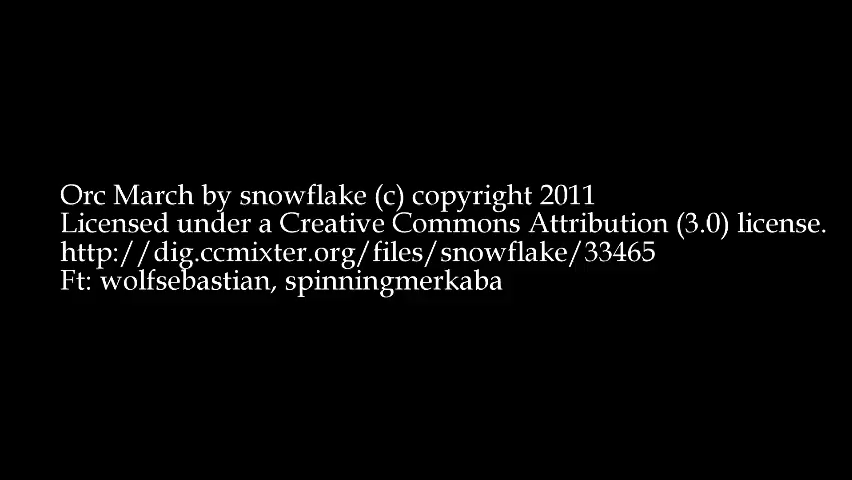 Orc March by snowflake (c) copyright 2011
Licensed under a Creative Commons Attribution (3.0) license.
http://dig.ccmixter.org/files/snowflake/33465
Ft: wolfsebastian, spinningmerkaba